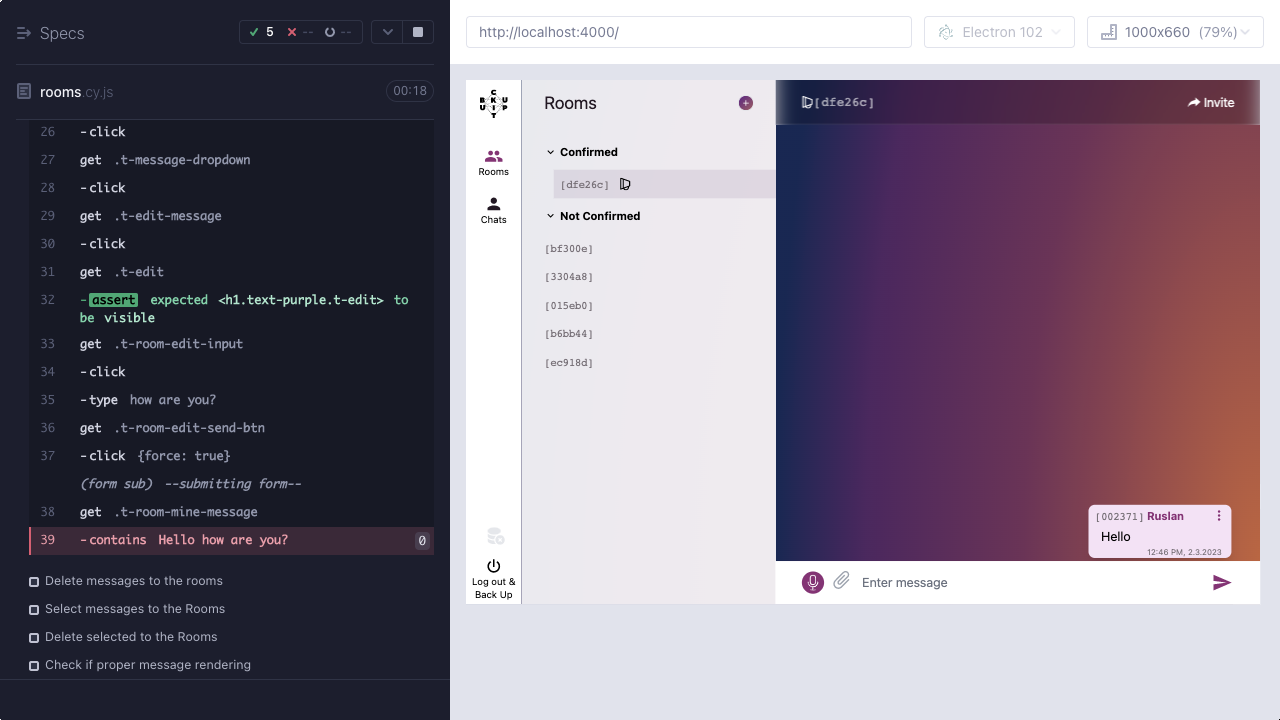 Specs
5
--
--
http://localhost:4000/
Electron 102
1000x660 (79%)
rooms.cy.js
00:18
26 -click
27 get .t-message-dropdown
28 -click
29 get .t-edit-message
30 -click
31 get .t-edit
32 -assert expected <h1.text-purple.t-edit> to
be visible
33 get .t-room-edit-input
34 -click
35 -type how are you?
36 get .t-room-edit-send-btn
37 -click {force: true}
(form sub) --submitting form--
38 get .t-room-mine-message
39 -contains Hello how are you? 0
Delete messages to the rooms
Select messages to the Rooms
Delete selected to the Rooms
Check if proper message rendering
Rooms
Chats
Log out &
Back Up
Rooms
Confirmed
[dfe26c]
Not Confirmed
[bf300e]
[3304a8]
[015eb0]
[b6bb44]
[ec918d]
[dfe26c]
Invite
[002371] Ruslan
Hello
12:46 PM, 2.3.2023
Enter message